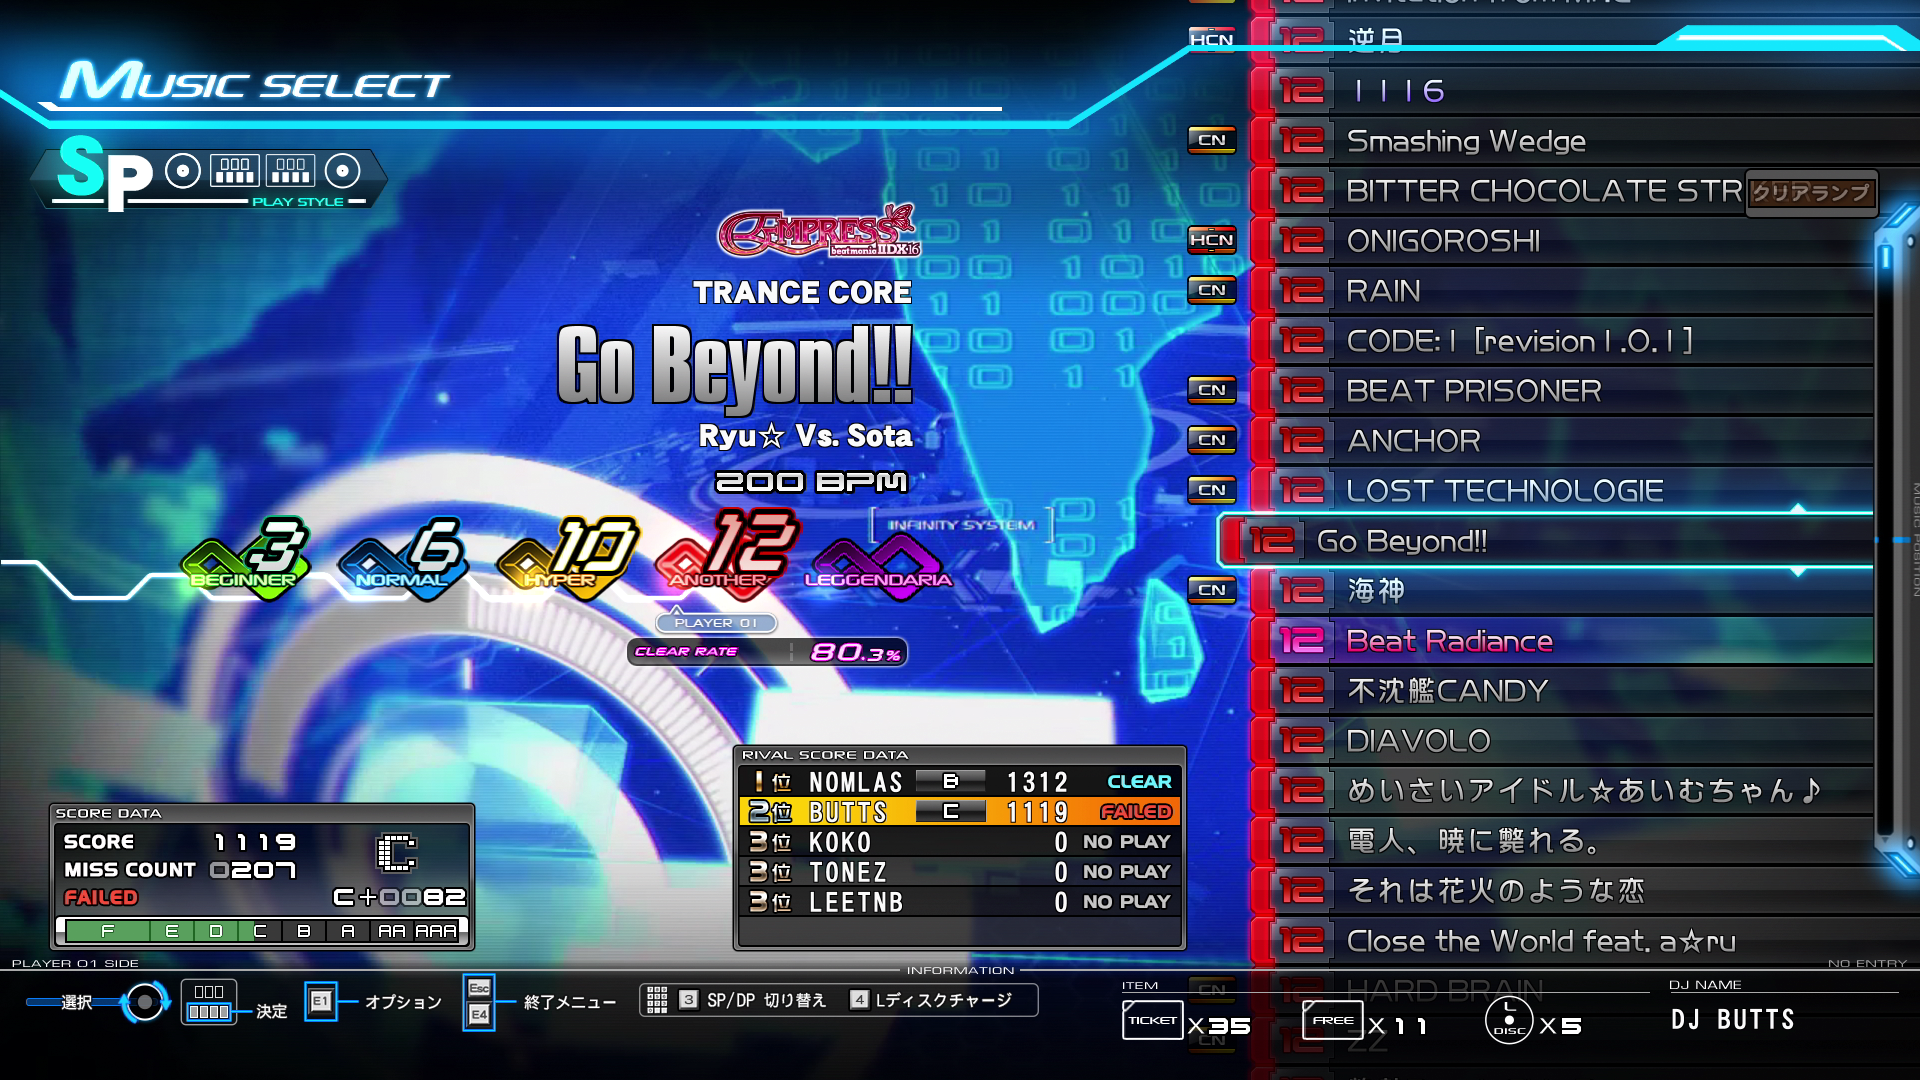 MUSIC SELECT
SP
PLAY STYLE
EMPRESS
beatmania IIDX 16
TRANCE CORE
Go Beyond!!
Ryu☆ Vs. Sota
200 BPM
INFINITY SYSTEM
3 BEGINNER
6 NORMAL
10 HYPER
12 ANOTHER
LEGGENDARIA
PLAYER 01
CLEAR RATE 80.3%
RIVAL SCORE DATA
1位 NOMLAS B 1312 CLEAR
2位 BUTTS C 1119 FAILED
3位 KOKO 0 NO PLAY
3位 TONEZ 0 NO PLAY
3位 LEETNB 0 NO PLAY
SCORE DATA
SCORE 1119
MISS COUNT 0207
C
FAILED
C+0082
F E D C B A AA AAA
HCN 12 逆月
12 1116
CN 12 Smashing Wedge
12 BITTER CHOCOLATE STR
クリアランプ
HCN 12 ONIGOROSHI
CN 12 RAIN
12 CODE:1 [revision1.0.1]
CN 12 BEAT PRISONER
CN 12 ANCHOR
CN 12 LOST TECHNOLOGIE
12 Go Beyond!!
CN 12 海神
12 Beat Radiance
12 不沈艦CANDY
12 DIAVOLO
12 めいさいアイドル☆あいむちゃん♪
12 電人、暁に斃れる。
12 それは花火のような恋
12 Close the World feat. a☆ru
CN 12 HARD BRAIN
CN 12 ZZ
MUSIC POSITION
PLAYER 01 SIDE
INFORMATION
NO ENTRY
選択
決定
E1 オプション
Esc
E4
終了メニュー
3 SP/DP 切り替え 4 Lディスクチャージ
ITEM
TICKET X35
FREE X11
L DISC X5
DJ NAME
DJ BUTTS